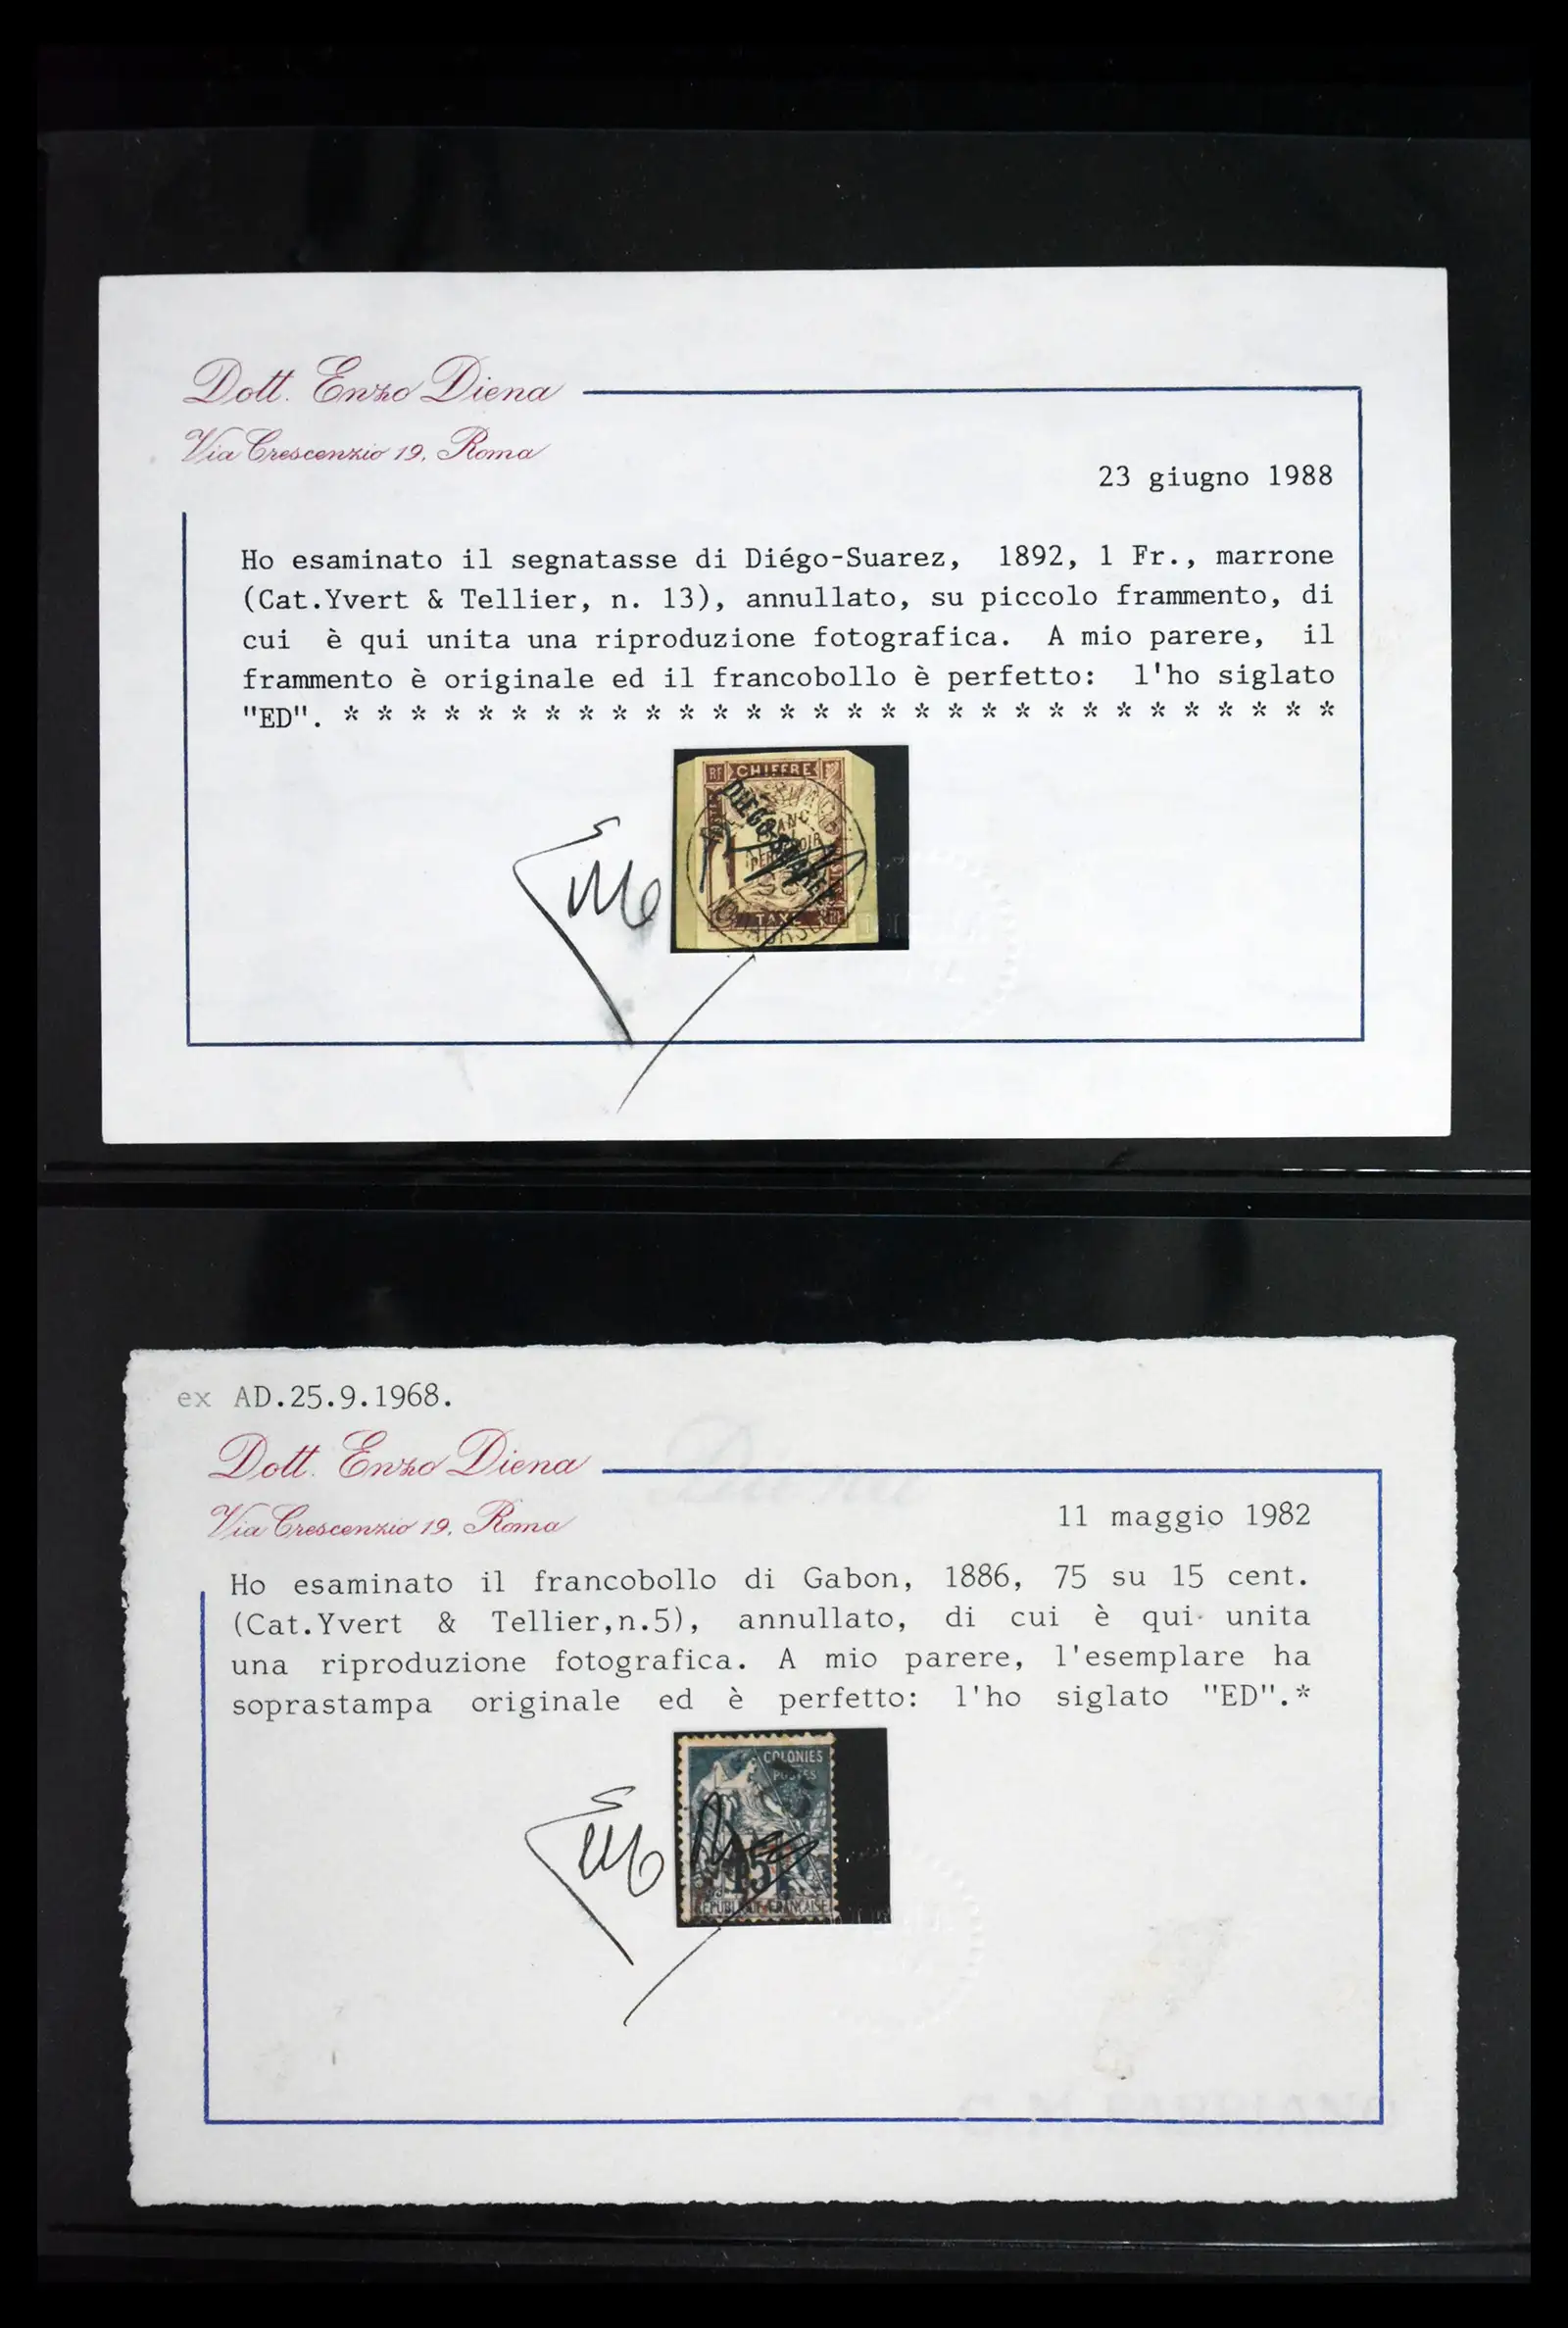 Dott. Enzo Diena
Via Crescenzio 19, Roma
23 giugno 1988
Ho esaminato il segnatasse di Diégo-Suarez, 1892, 1 Fr., marrone
(Cat.Yvert & Tellier, n. 13), annullato, su piccolo frammento, di
cui è qui unita una riproduzione fotografica. A mio parere, il
frammento è originale ed il francobollo è perfetto: l'ho siglato
"ED". * * * * * * * * * * * * * * * * * * * * * * * * * * * * * *
RF CHIFFRE
DIEGO-SUAREZ
TAXE
ex AD.25.9.1968.
Dott. Enzo Diena
Via Crescenzio 19, Roma
11 maggio 1982
Ho esaminato il francobollo di Gabon, 1886, 75 su 15 cent.
(Cat.Yvert & Tellier,n.5), annullato, di cui è qui unita
una riproduzione fotografica. A mio parere, l'esemplare ha
soprastampa originale ed è perfetto: l'ho siglato "ED".*
COLONIES
POSTES
15
REPUBLIQUE FRANÇAISE
C. M. FABRIANO